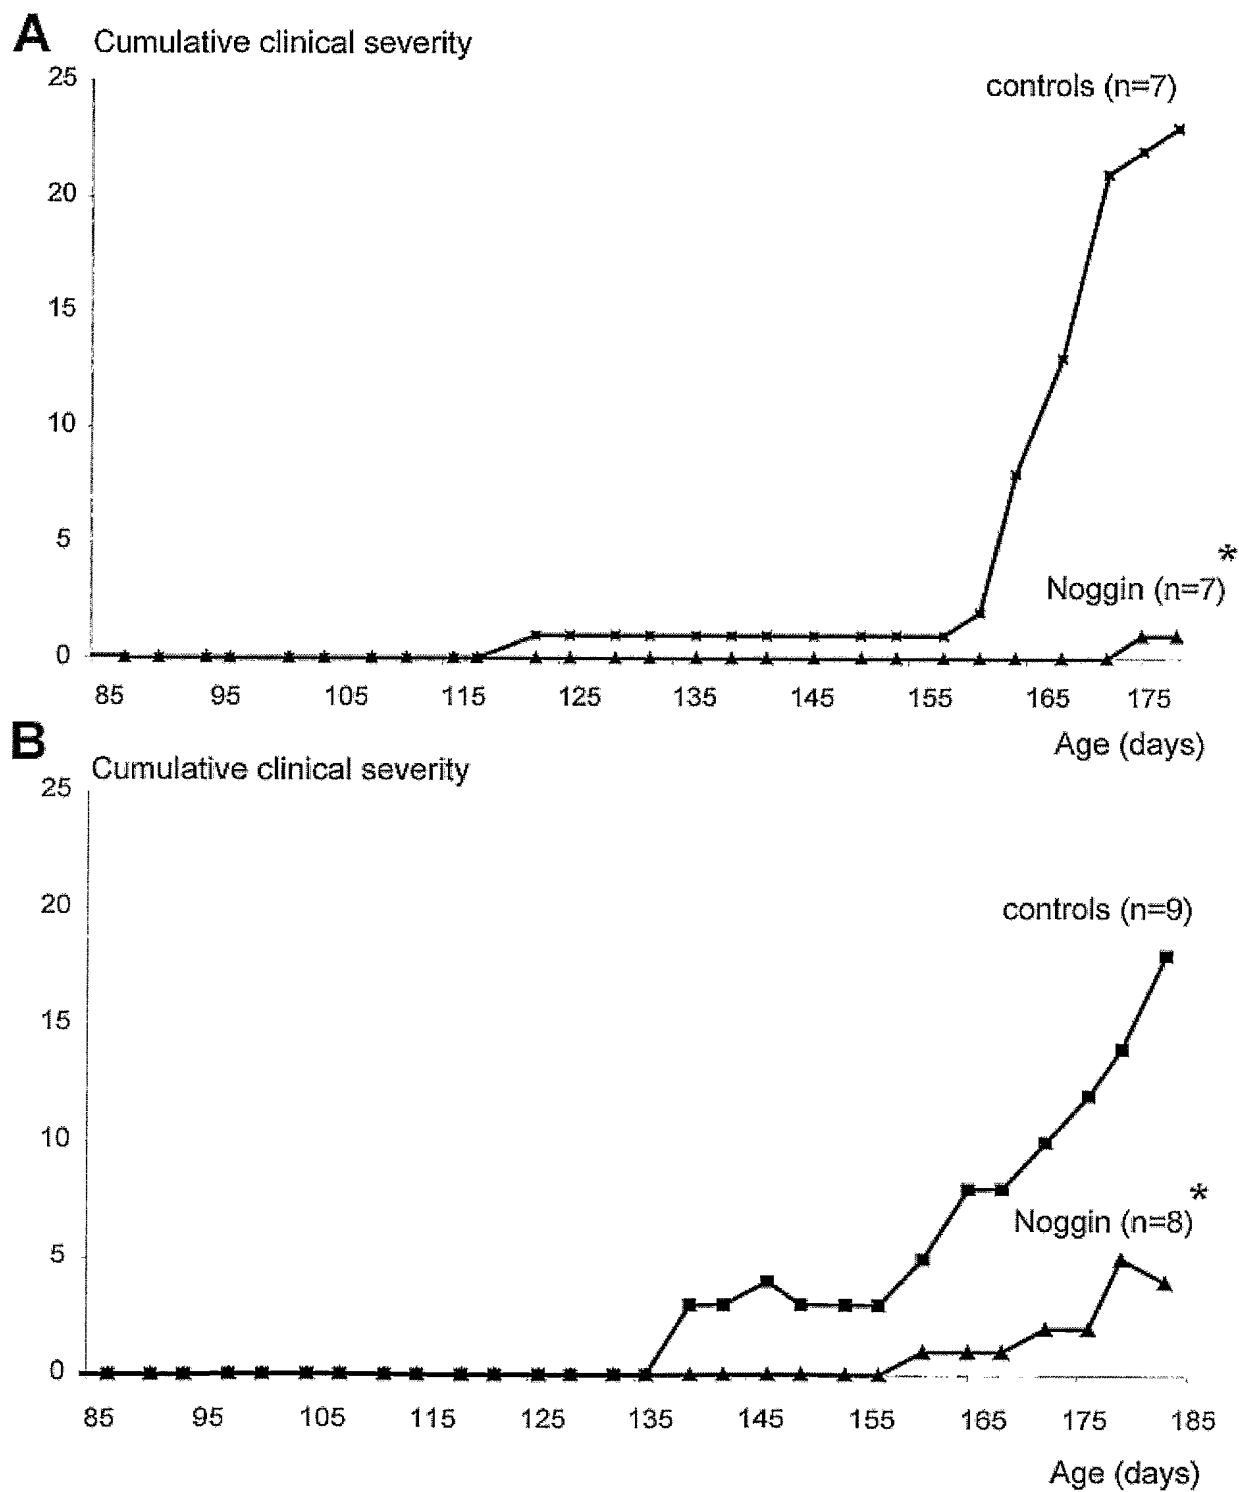 A Cumulative clinical severity
25
controls (n=7)
20
15
10
5
*
Noggin (n=7)
0
85 95 105 115 125 135 145 155 165 175
Age (days)
B Cumulative clinical severity
25
20
controls (n=9)
15
10
*
Noggin (n=8)
5
0
85 95 105 115 125 135 145 155 165 175 185
Age (days)